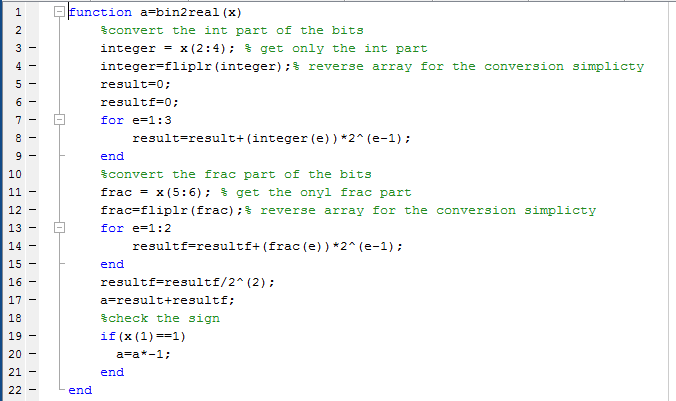 1 function a=bin2real(x)
2 %convert the int part of the bits
3 – integer = x(2:4); % get only the int part
4 – integer=fliplr(integer);% reverse array for the conversion simplicty
5 – result=0;
6 – resultf=0;
7 – for e=1:3
8 – result=result+(integer(e))*2^(e-1);
9 – end
10 %convert the frac part of the bits
11 – frac = x(5:6); % get the onyl frac part
12 – frac=fliplr(frac);% reverse array for the conversion simplicty
13 – for e=1:2
14 – resultf=resultf+(frac(e))*2^(e-1);
15 – end
16 – resultf=resultf/2^(2);
17 – a=result+resultf;
18 %check the sign
19 – if(x(1)==1)
20 – a=a*-1;
21 – end
22 – end